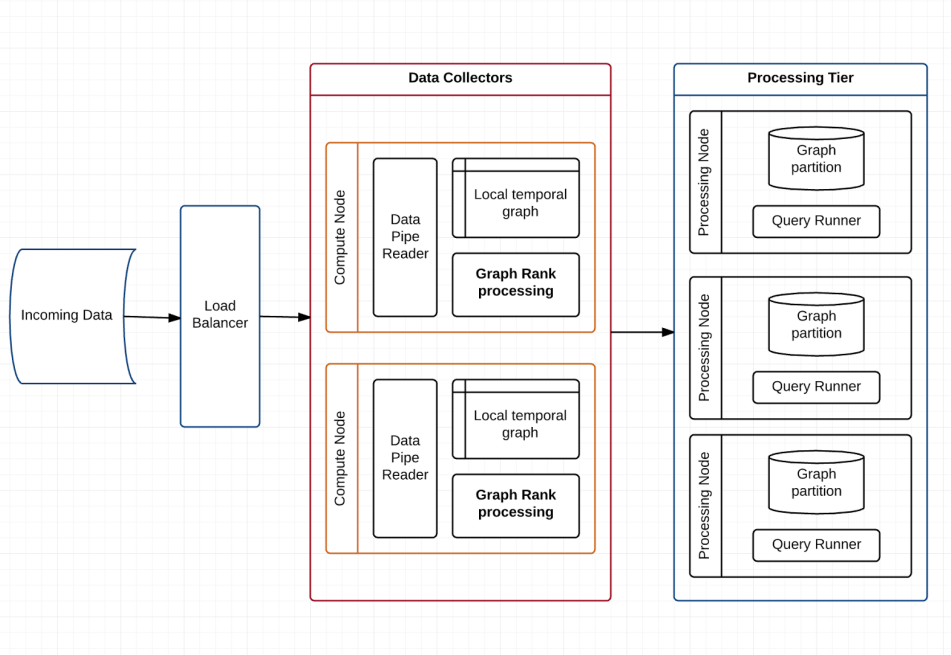 Incoming Data
Load
Balancer
Data Collectors
Compute Node
Data
Pipe
Reader
Local temporal
graph
Graph Rank
processing
Compute Node
Data
Pipe
Reader
Local temporal
graph
Graph Rank
processing
Processing Tier
Processing Node
Graph
partition
Query Runner
Processing Node
Graph
partition
Query Runner
Processing Node
Graph
partition
Query Runner